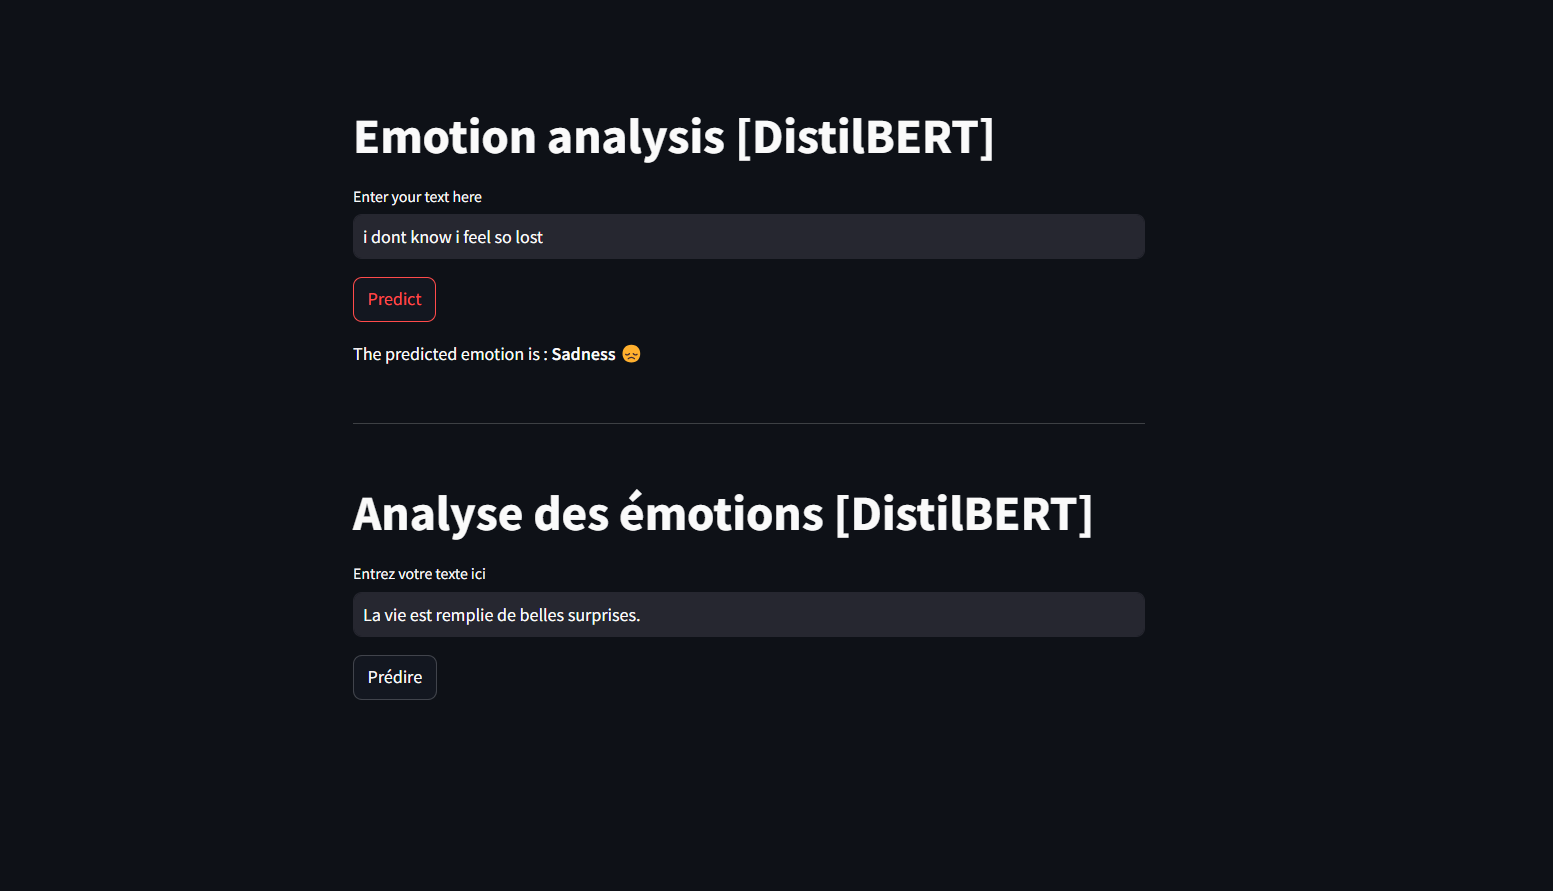 Emotion analysis [DistilBERT]
Enter your text here
i dont know i feel so lost
Predict
The predicted emotion is : Sadness 😞
Analyse des émotions [DistilBERT]
Entrez votre texte ici
La vie est remplie de belles surprises.
Prédire